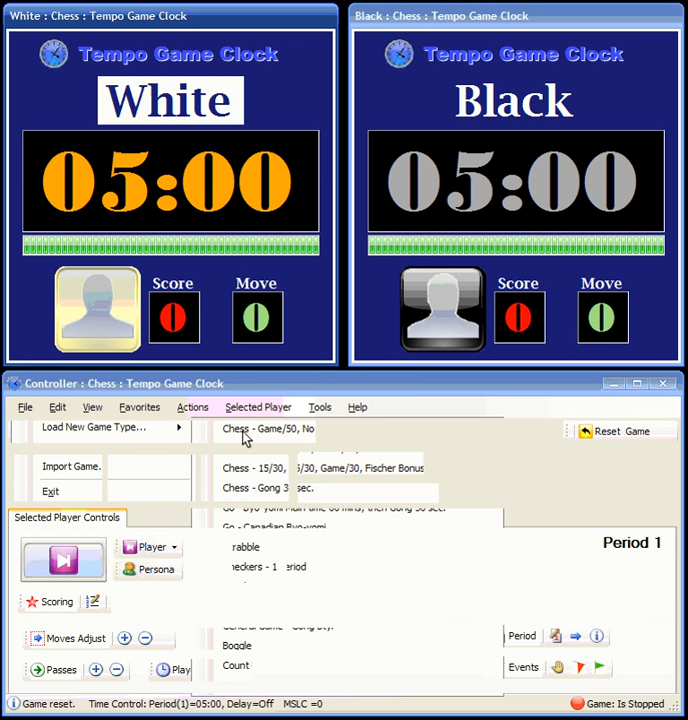 White : Chess : Tempo Game Clock
Tempo Game Clock
White
05:00
Score
Move
0
0
Black : Chess : Tempo Game Clock
Tempo Game Clock
Black
05:00
Score
Move
0
0
Controller : Chess : Tempo Game Clock
File Edit View Favorites Actions Selected Player Tools Help
Load New Game Type...
Chess - Game/50, No
Reset Game
Import Game.
Chess - 15/30, 5/30, Game/30, Fischer Bonus
Exit
Chess - Gong 3 sec.
Selected Player Controls
Go - Canadian Byo-yomi
Player
rabble
Period 1
Persona
eckers - 1 eriod
Scoring
Moves Adjust
Boggle
Period
Passes
Play
Count
Events
Game reset. Time Control: Period(1)=05:00, Delay=Off MSLC =0
Game: Is Stopped